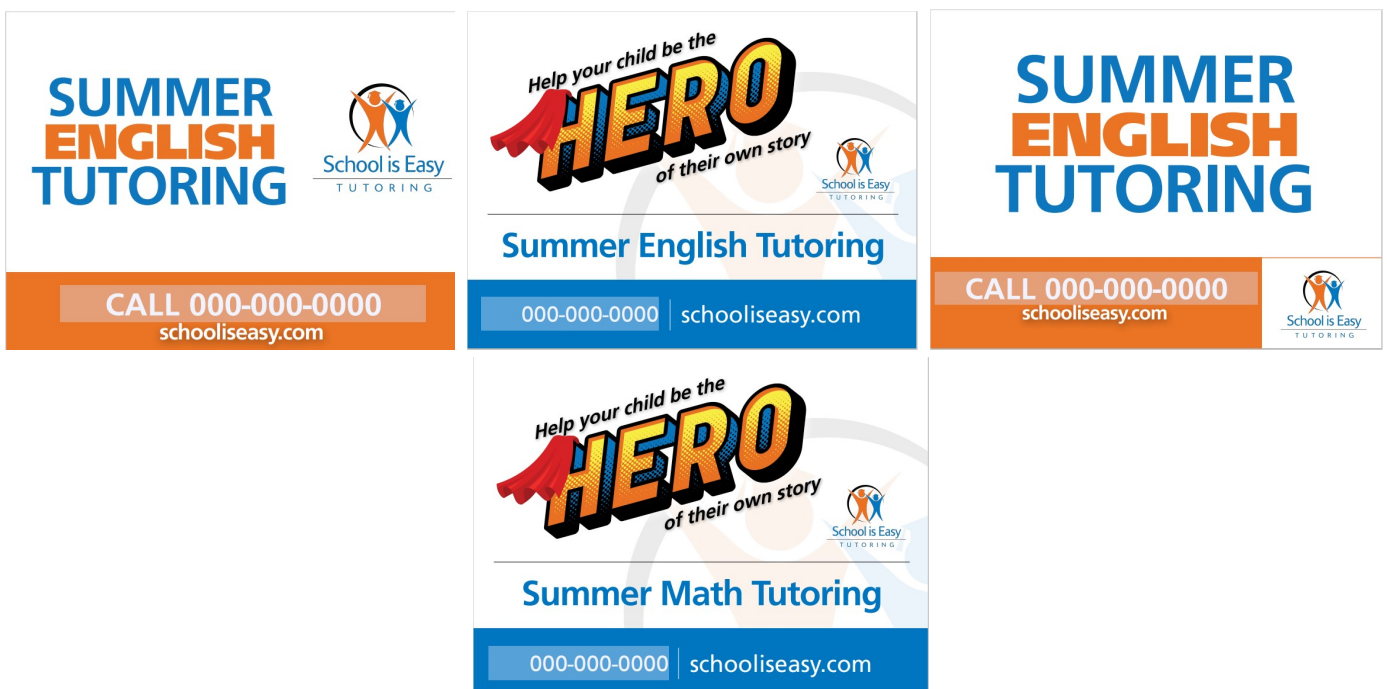 SUMMER
ENGLISH
TUTORING
School is Easy
TUTORING
CALL 000-000-0000
schooliseasy.com
Help your child be the
HERO
of their own story
School is Easy
TUTORING
Summer English Tutoring
000-000-0000 schooliseasy.com
SUMMER
ENGLISH
TUTORING
CALL 000-000-0000
schooliseasy.com
School is Easy
TUTORING
Help your child be the
HERO
of their own story
School is Easy
TUTORING
Summer Math Tutoring
000-000-0000 schooliseasy.com